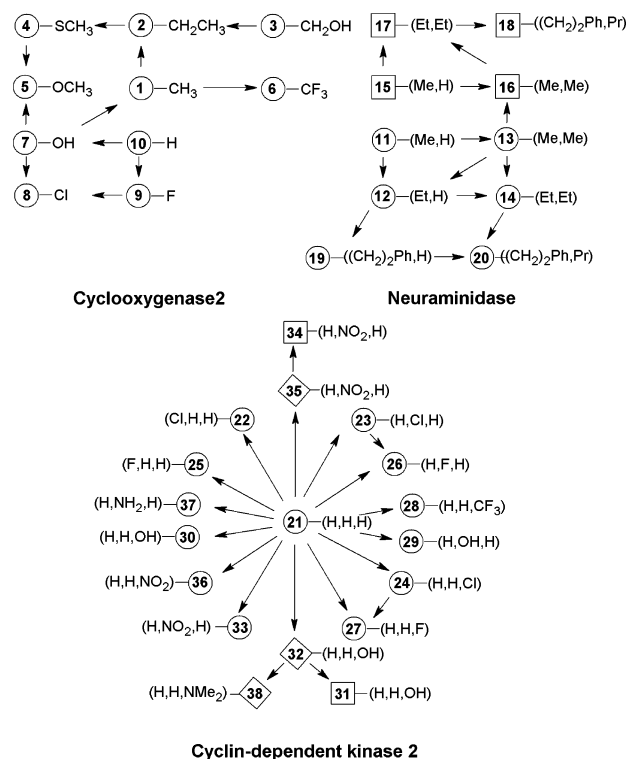 4 SCH₃ 2 CH₂CH₃ 3 CH₂OH
5 OCH₃ 1 CH₃ 6 CF₃
7 OH 10 H
8 Cl 9 F
Cyclooxygenase2
17 (Et,Et) 18 ((CH₂)₂Ph,Pr)
15 (Me,H) 16 (Me,Me)
11 (Me,H) 13 (Me,Me)
12 (Et,H) 14 (Et,Et)
19 ((CH₂)₂Ph,H) 20 ((CH₂)₂Ph,Pr)
Neuraminidase
34 (H,NO₂,H)
35 (H,NO₂,H)
(Cl,H,H) 22 23 (H,Cl,H)
(F,H,H) 25 26 (H,F,H)
(H,NH₂,H) 37 28 (H,H,CF₃)
21 (H,H,H)
(H,H,OH) 30 29 (H,OH,H)
(H,H,NO₂) 36 24 (H,H,Cl)
(H,NO₂,H) 33 27 (H,H,F)
32 (H,H,OH)
(H,H,NMe₂) 38 31 (H,H,OH)
Cyclin-dependent kinase 2